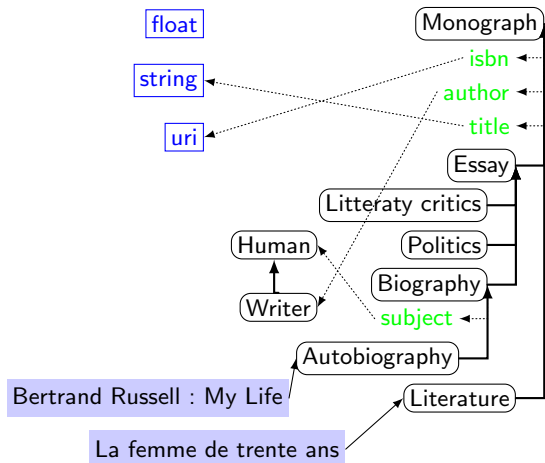 float
Monograph
isbn
string
author
title
uri
Essay
Litteraty critics
Human
Politics
Biography
Writer
subject
Autobiography
Bertrand Russell : My Life
Literature
La femme de trente ans